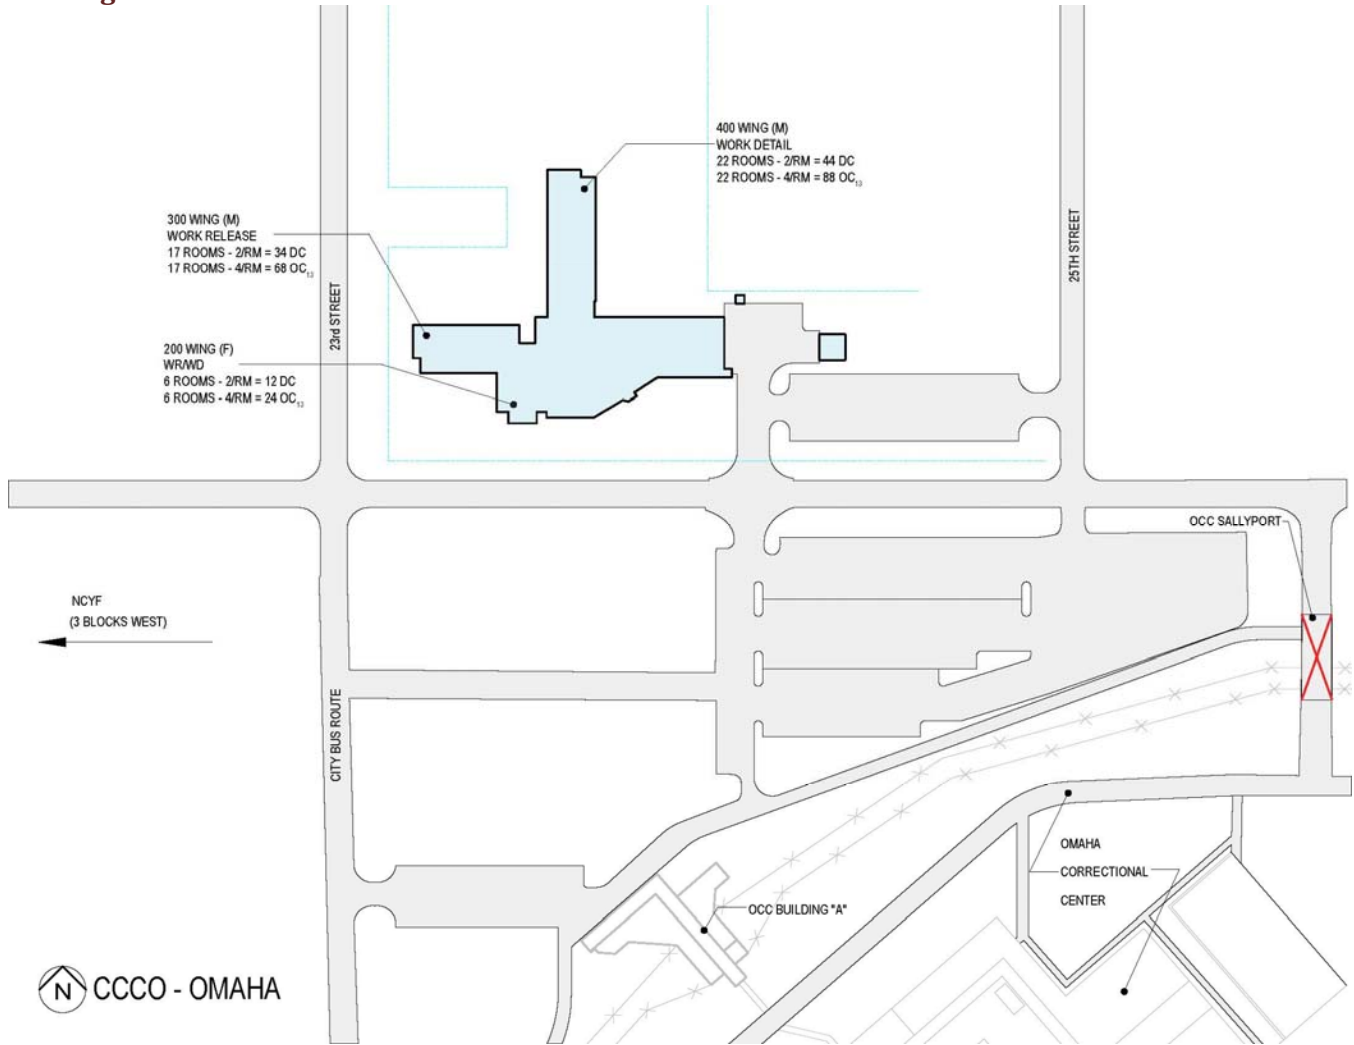 400 WING (M)
WORK DETAIL
22 ROOMS - 2/RM = 44 DC
22 ROOMS - 4/RM = 88 OC13
300 WING (M)
WORK RELEASE
17 ROOMS - 2/RM = 34 DC
17 ROOMS - 4/RM = 68 OC13
23rd STREET
25TH STREET
200 WING (F)
WR/WD
6 ROOMS - 2/RM = 12 DC
6 ROOMS - 4/RM = 24 OC13
OCC SALLYPORT
NCYF
(3 BLOCKS WEST)
CITY BUS ROUTE
OMAHA
CORRECTIONAL
CENTER
OCC BUILDING "A"
N CCCO - OMAHA